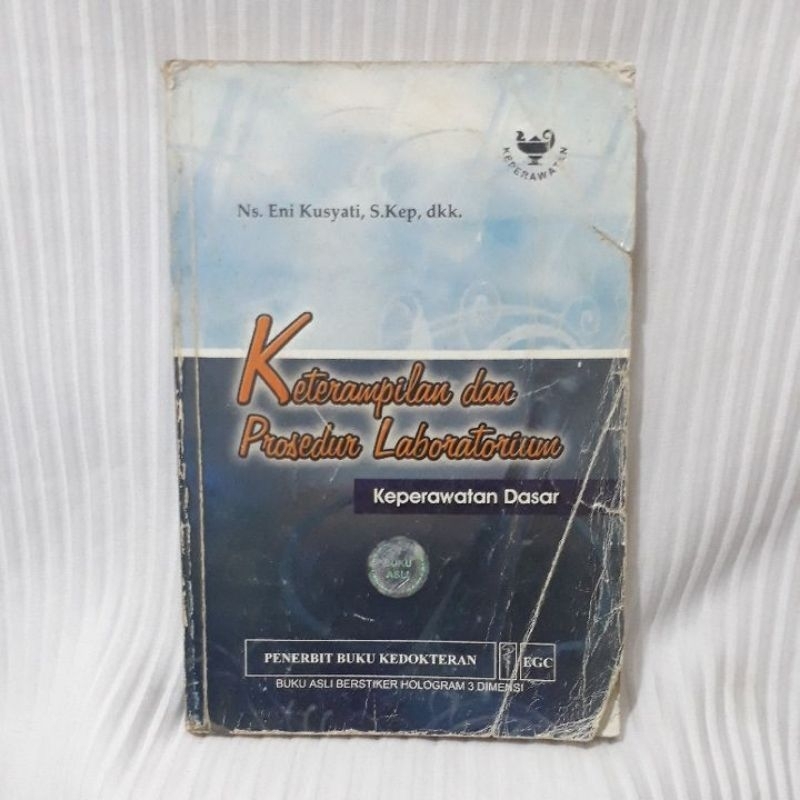 KEPERAWATAN
Ns. Eni Kusyati, S.Kep, dkk.
Keterampilan dan
Prosedur Laboratorium
Keperawatan Dasar
BUKU
ASLI
PENERBIT BUKU KEDOKTERAN
EGC
BUKU ASLI BERSTIKER HOLOGRAM 3 DIMENSI